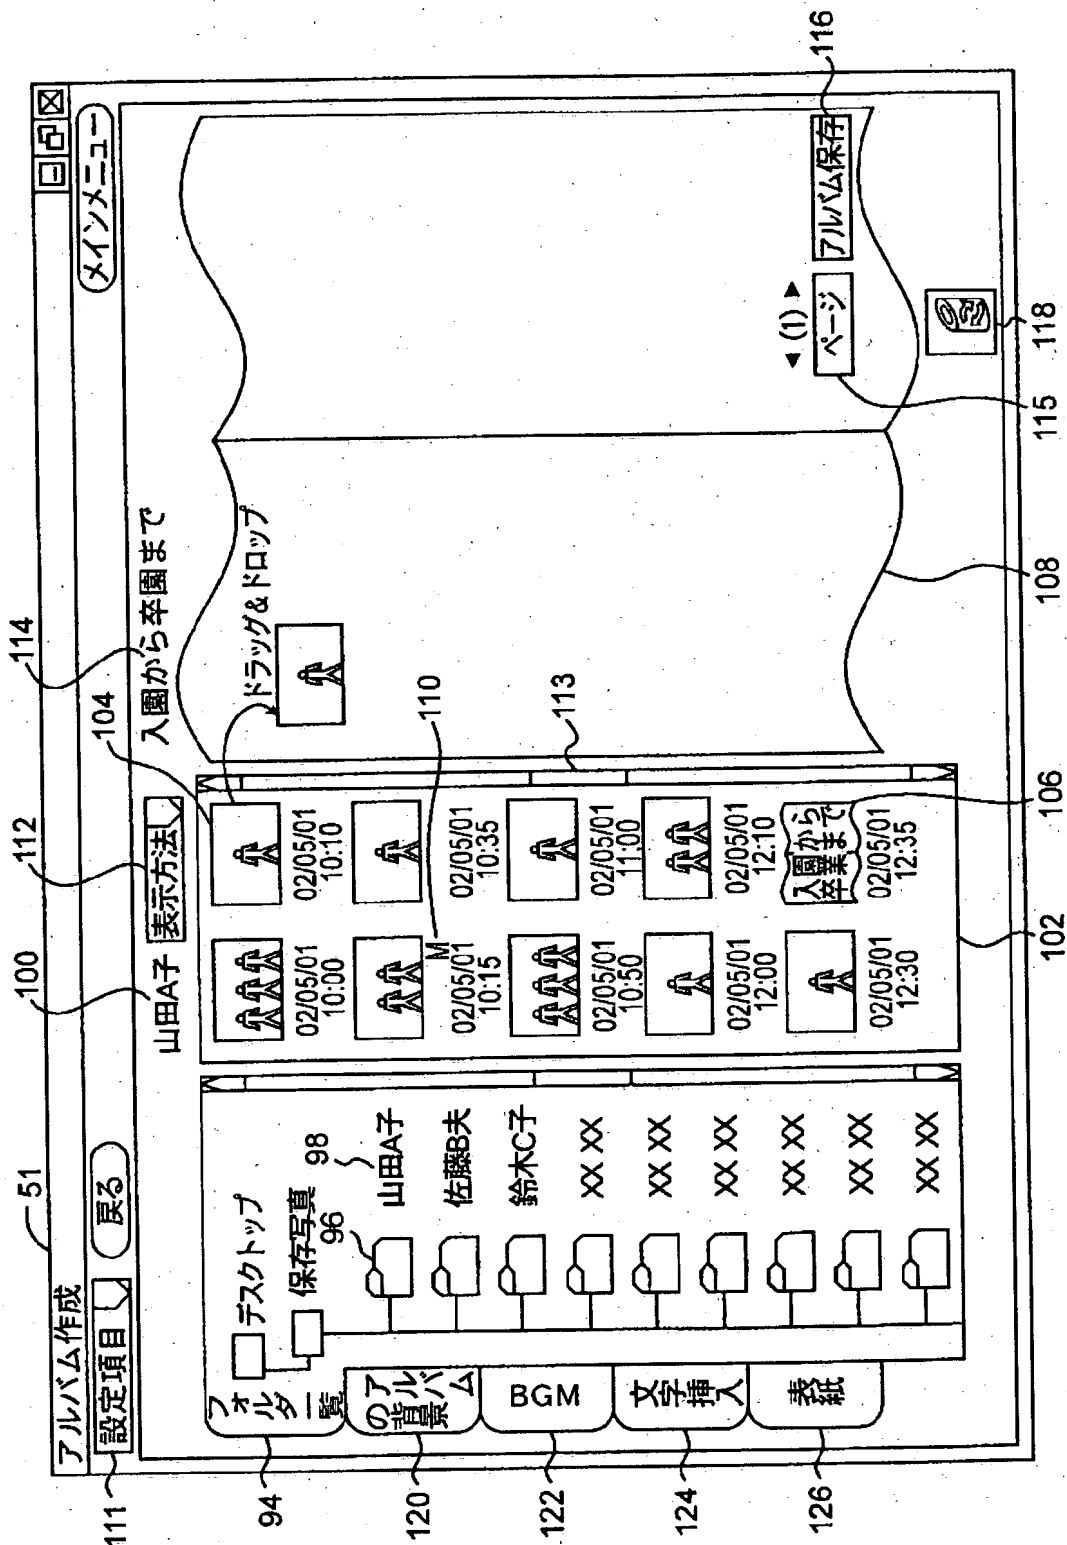 51
100
112
114
アルバム作成
設定項目
戻る
メインメニュー
111
山田A子
表示方法
入園から卒園まで
104
フォルダ一覧
アルバムの背景
BGM
文字挿入
表紙
94
120
122
124
126
デスクトップ
保存写真
96
98
山田A子
佐藤B夫
鈴木C子
XX XX
XX XX
XX XX
XX XX
XX XX
XX XX
02/05/01
10:00
02/05/01
10:10
M
110
02/05/01
10:15
02/05/01
10:35
02/05/01
10:50
02/05/01
11:00
02/05/01
12:00
02/05/01
12:10
入園から
卒業まで
02/05/01
12:30
02/05/01
12:35
102
106
113
ドラッグ&ドロップ
108
◀ (1) ▶
ページ
アルバム保存
115
116
118